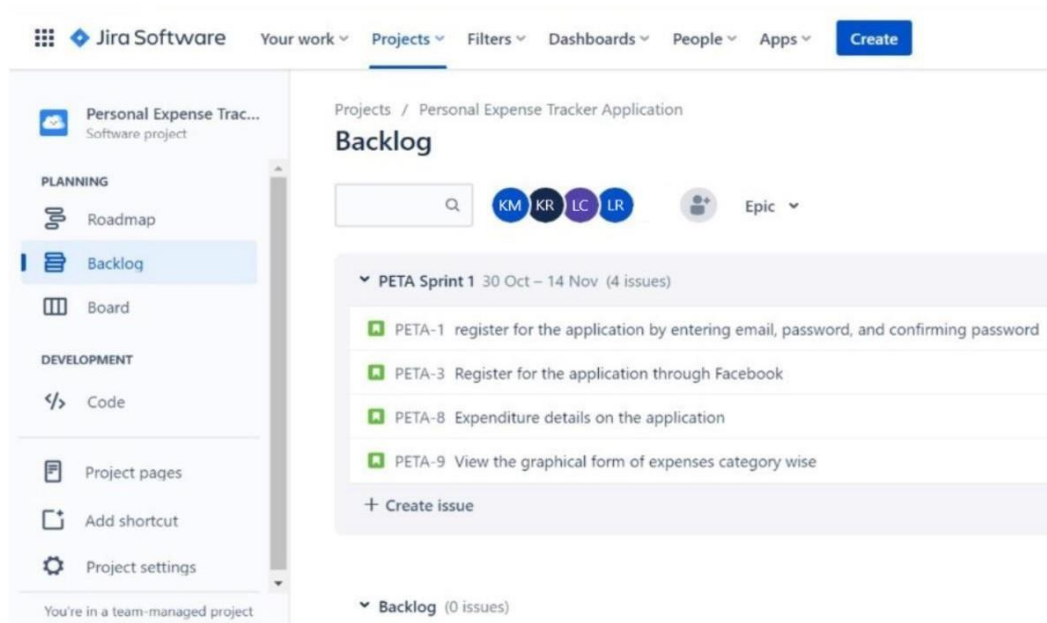 Jira Software Your work Projects Filters Dashboards People Apps Create
Personal Expense Trac...
Software project
PLANNING
Roadmap
Backlog
Board
DEVELOPMENT
Code
Project pages
Add shortcut
Project settings
You're in a team-managed project
Projects / Personal Expense Tracker Application
Backlog
KM KR LC LR Epic
PETA Sprint 1 30 Oct – 14 Nov (4 issues)
PETA-1 register for the application by entering email, password, and confirming password
PETA-3 Register for the application through Facebook
PETA-8 Expenditure details on the application
PETA-9 View the graphical form of expenses category wise
+ Create issue
Backlog (0 issues)